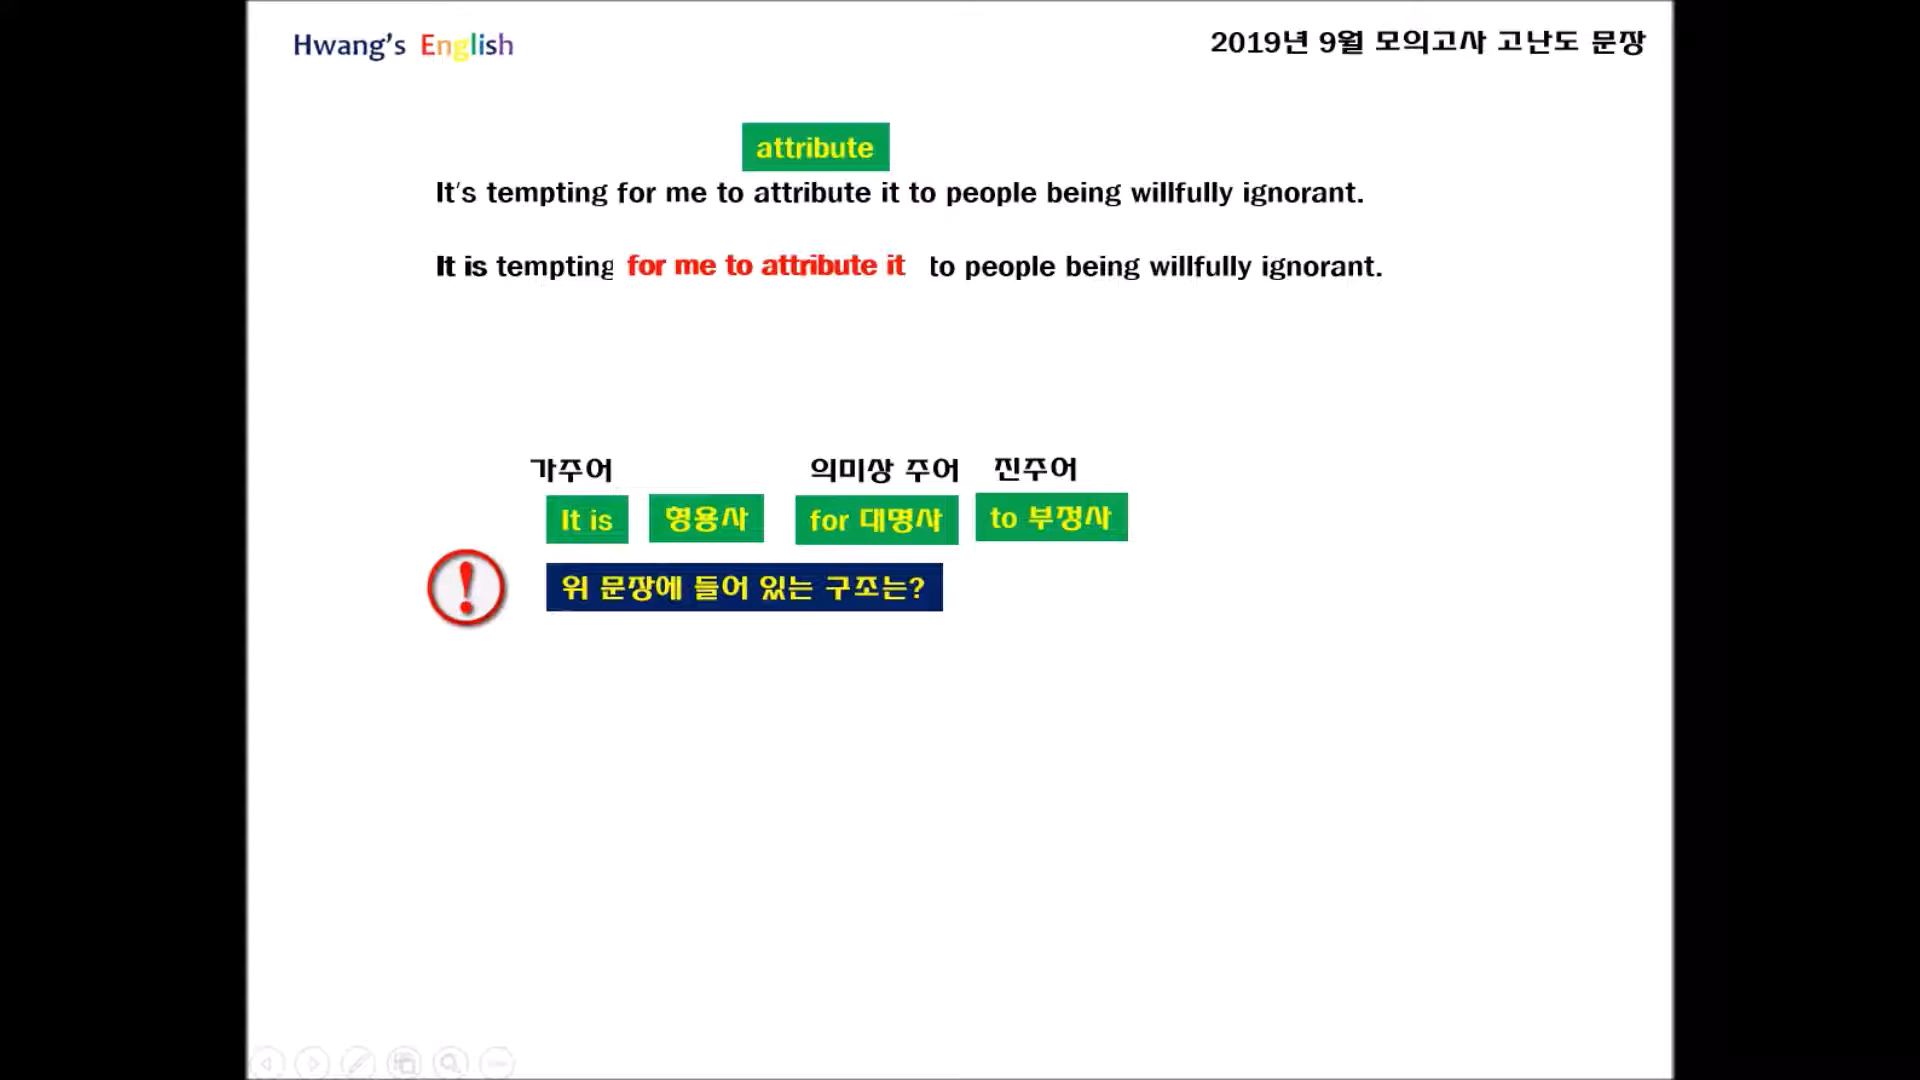 Hwang's English
2019년 9월 모의고사 고난도 문장
attribute
It's tempting for me to attribute it to people being willfully ignorant.
It is tempting for me to attribute it to people being willfully ignorant.
가주어 의미상 주어 진주어
It is 형용사 for 대명사 to 부정사
위 문장에 들어 있는 구조는?